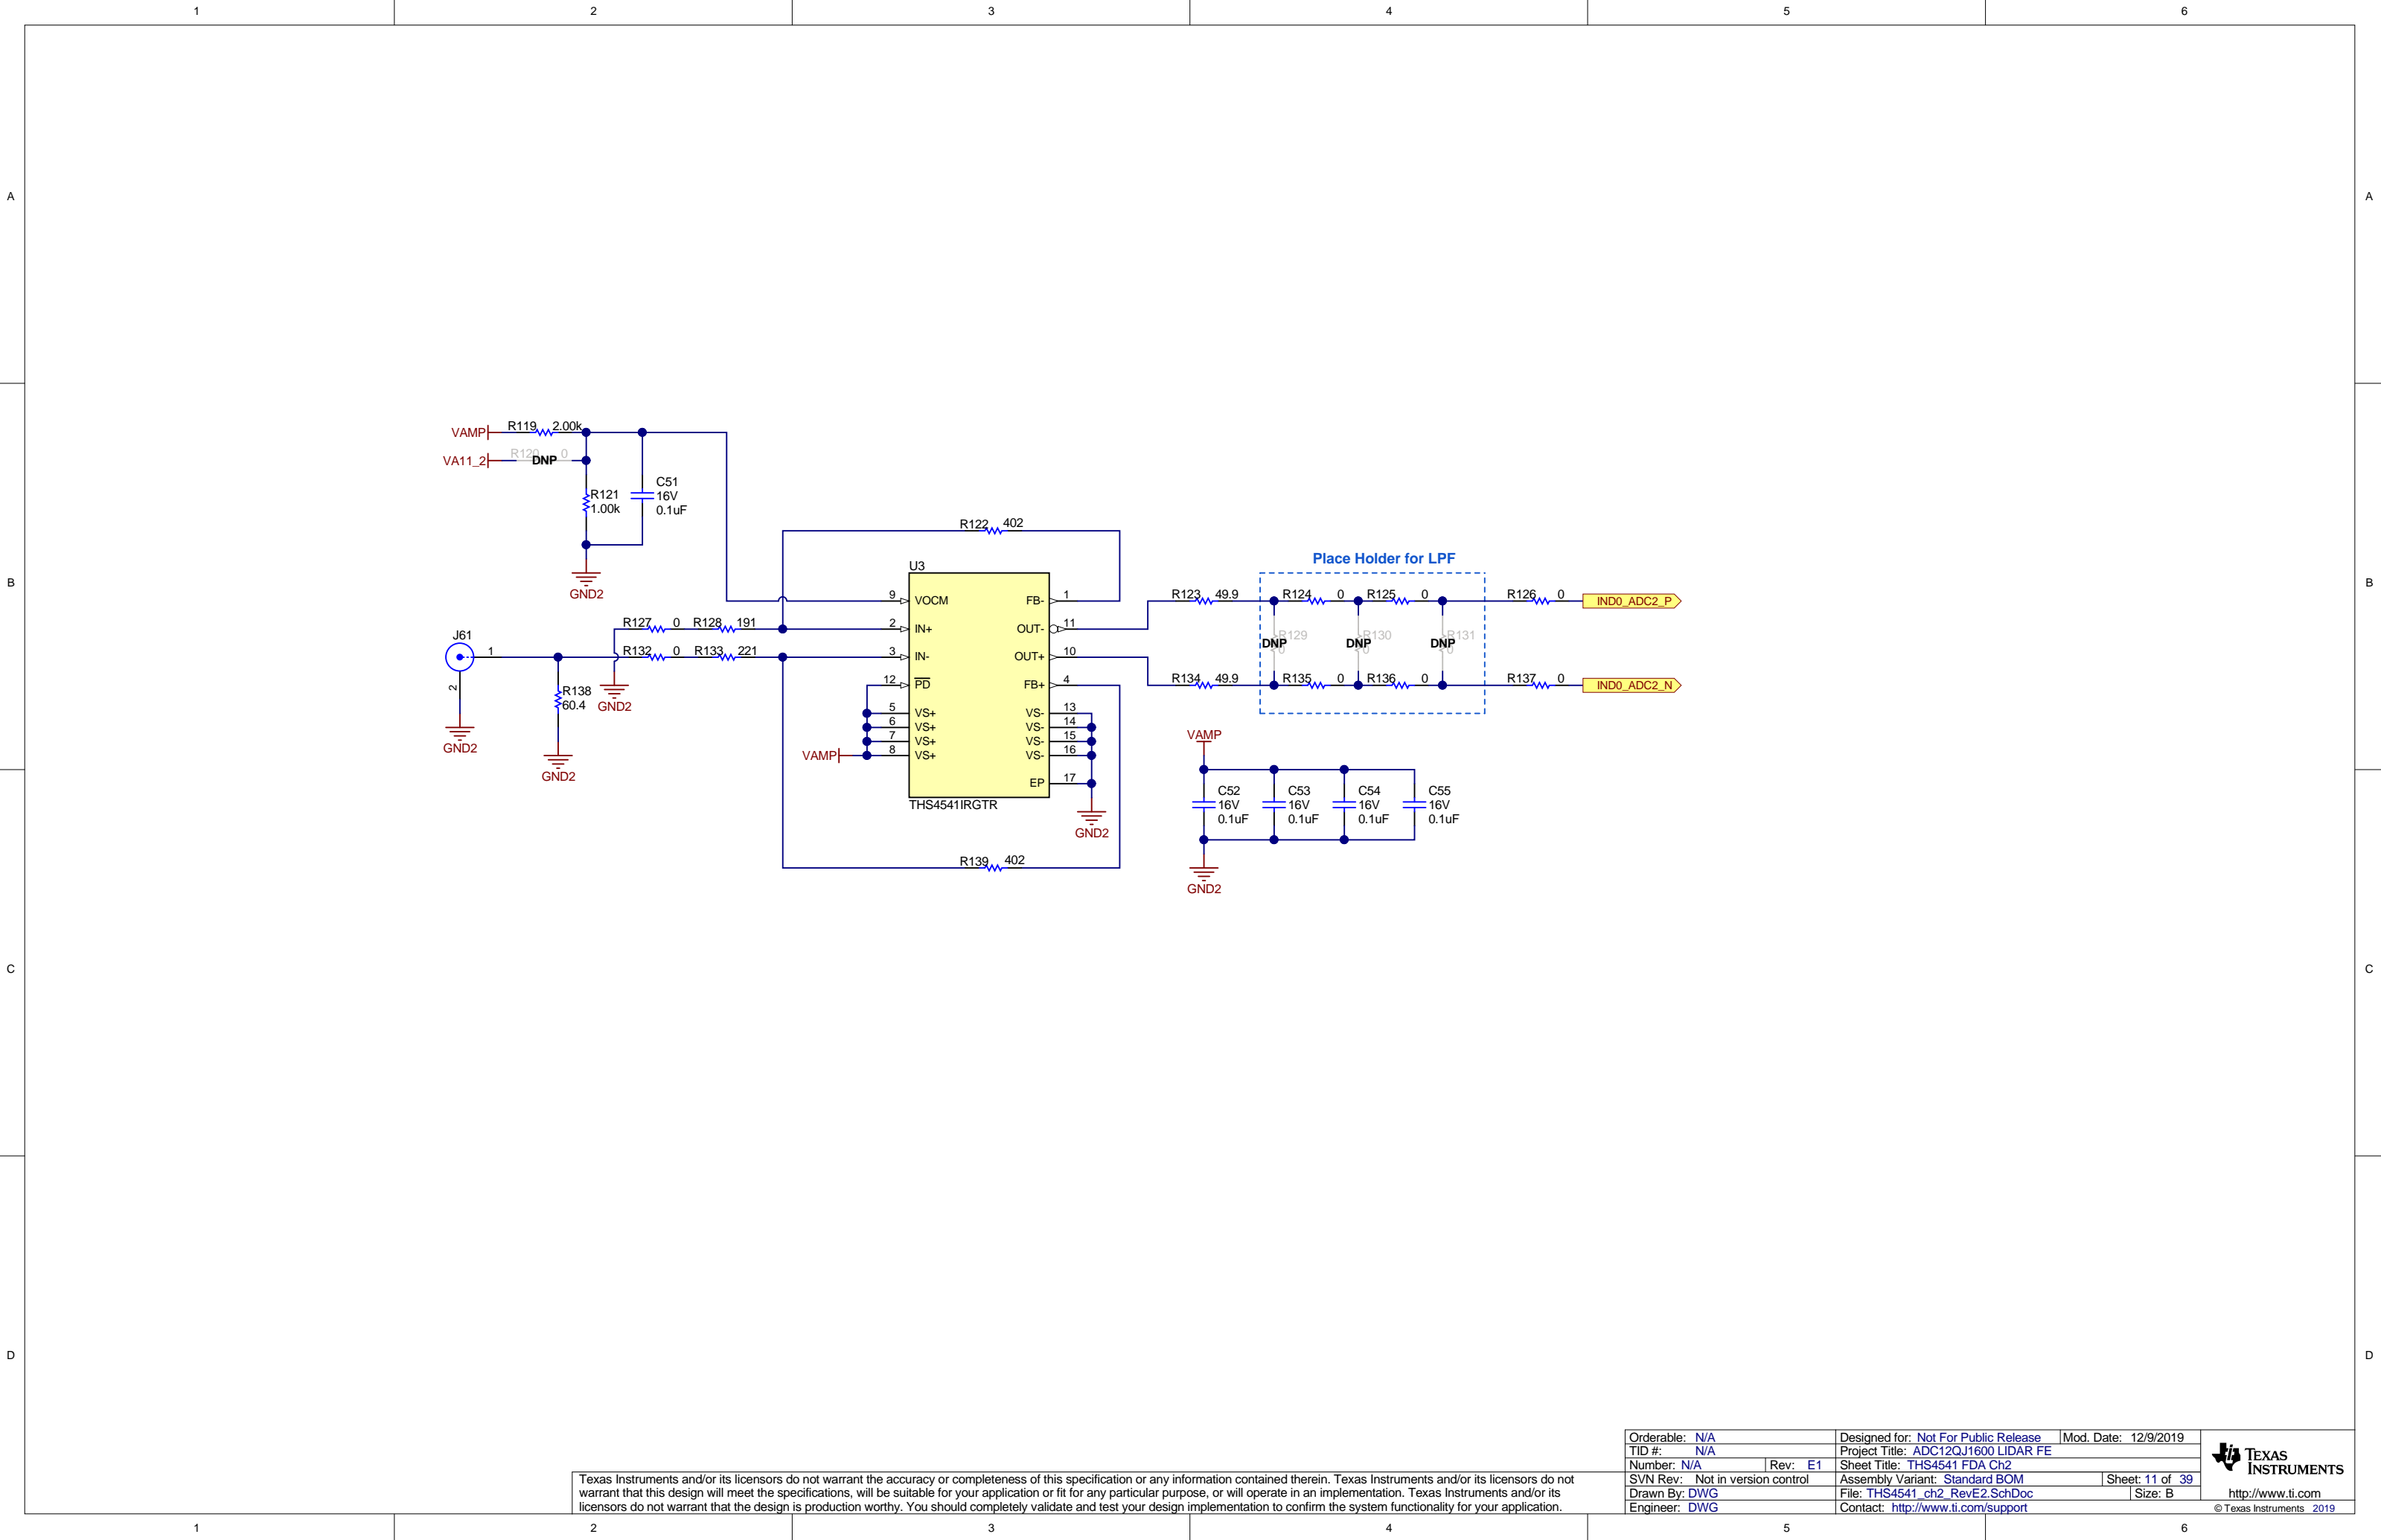 1 2 3 4 5 6
A A
VAMP R119 2.00k
VA11_2 R120 DNP 0
R121
1.00k
C51
16V
0.1uF
GND2
R122 402
Place Holder for LPF
B B
U3
9 VOCM FB- 1
2 IN+ OUT- 11
3 IN- OUT+ 10
12 PD FB+ 4
5 VS+ VS- 13
6 VS+ VS- 14
7 VS+ VS- 15
8 VS+ VS- 16
EP 17
THS4541IRGTR
VAMP
GND2
R127 0 R128 191
J61
1
2
R132 0 R133 221
R138
60.4
GND2
GND2
GND2
R139 402
R123 49.9 R124 0 R125 0 R126 0 IND0_ADC2_P
R129 DNP 0 R130 DNP 0 R131 DNP 0
R134 49.9 R135 0 R136 0 R137 0 IND0_ADC2_N
VAMP
C52 C53 C54 C55
16V 16V 16V 16V
0.1uF 0.1uF 0.1uF 0.1uF
GND2
C C
D D
Texas Instruments and/or its licensors do not warrant the accuracy or completeness of this specification or any information contained therein. Texas Instruments and/or its licensors do not
warrant that this design will meet the specifications, will be suitable for your application or fit for any particular purpose, or will operate in an implementation. Texas Instruments and/or its
licensors do not warrant that the design is production worthy. You should completely validate and test your design implementation to confirm the system functionality for your application.
Orderable: N/A Designed for: Not For Public Release Mod. Date: 12/9/2019
TID #: N/A Project Title: ADC12QJ1600 LIDAR FE
Number: N/A Rev: E1 Sheet Title: THS4541 FDA Ch2
SVN Rev: Not in version control Assembly Variant: Standard BOM Sheet: 11 of 39
Drawn By: DWG File: THS4541_ch2_RevE2.SchDoc Size: B
Engineer: DWG Contact: http://www.ti.com/support
TEXAS
INSTRUMENTS
http://www.ti.com
© Texas Instruments 2019
1 2 3 4 5 6